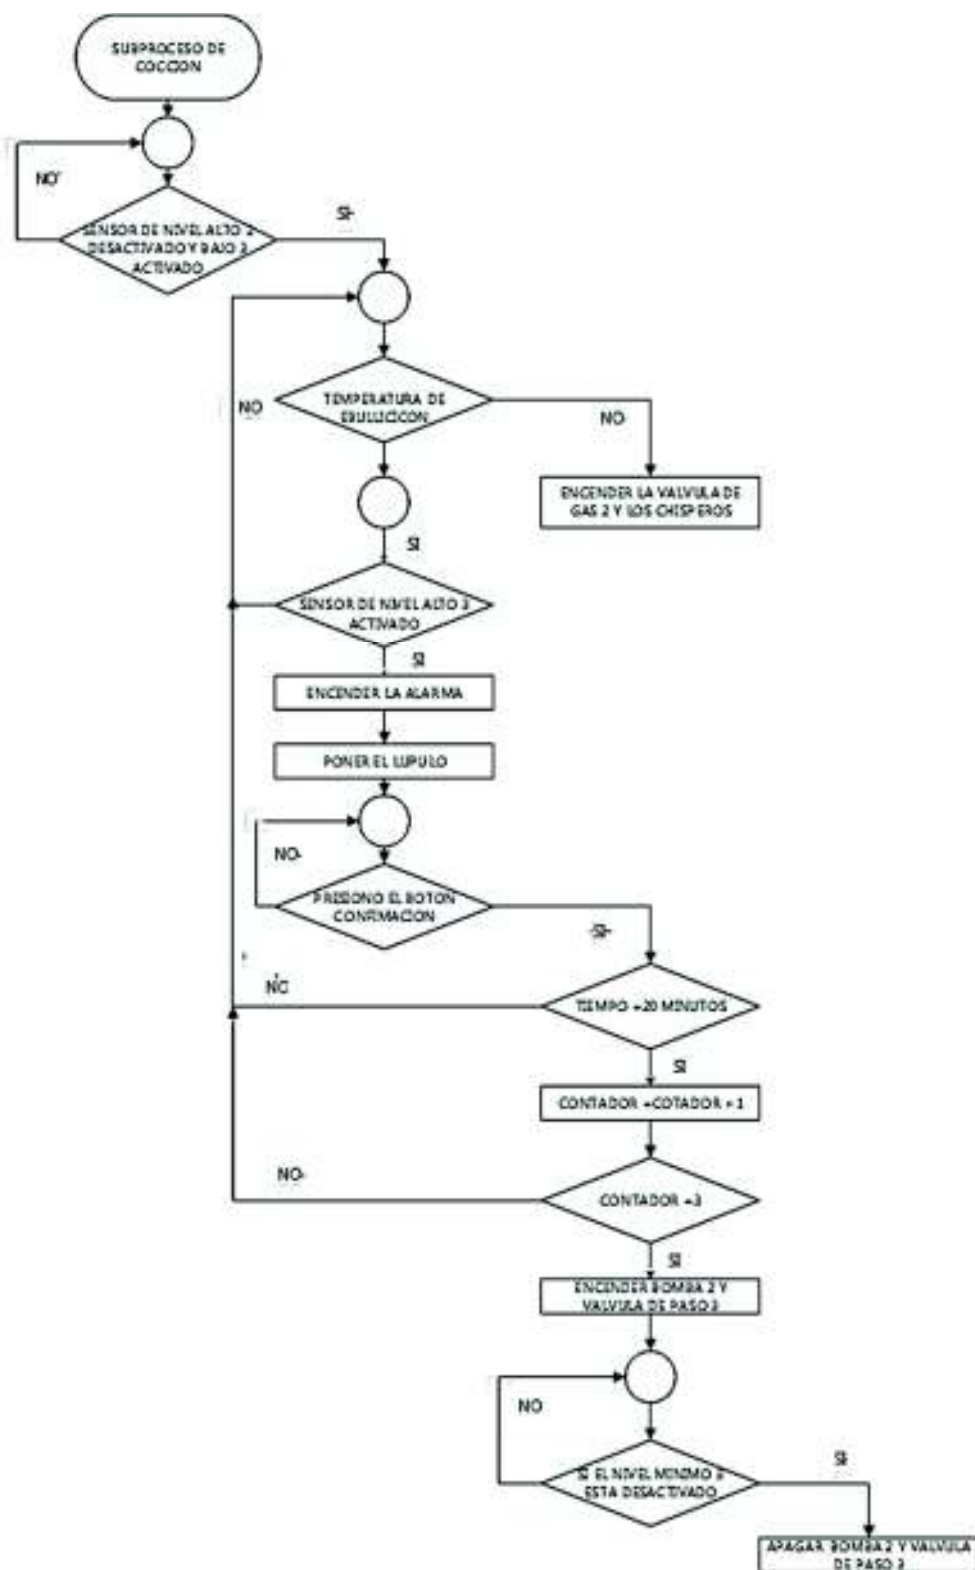 SUBPROCESO DE
COCCION
NO
SENSOR DE NIVEL ALTO
DESACTIVADO Y BAJO 3
ACTIVADO
SI
TEMPERATURA DE
EBULLICICON
NO
NO
ENCENDER LA VALVULA DE
GAS 2 Y LOS CHISPEROS
SI
SENSOR DE NIVEL ALTO 3
ACTIVADO
SI
ENCENDER LA ALARMA
PONER EL LUPULO
NO
PRESIONO EL BOTON
CONFIMACION
SI
NO
TIEMPO =20 MINUTOS
SI
CONTADOR =COTADOR + 1
NO
CONTADOR =3
SI
ENCENDER BOMBA 2 Y
VALVULA DE PASO 3
NO
SI EL NIVEL MINIMO 3
ESTA DESACTIVADO
SI
APAGAR BOMBA 2 Y VALVULA
DE PASO 3